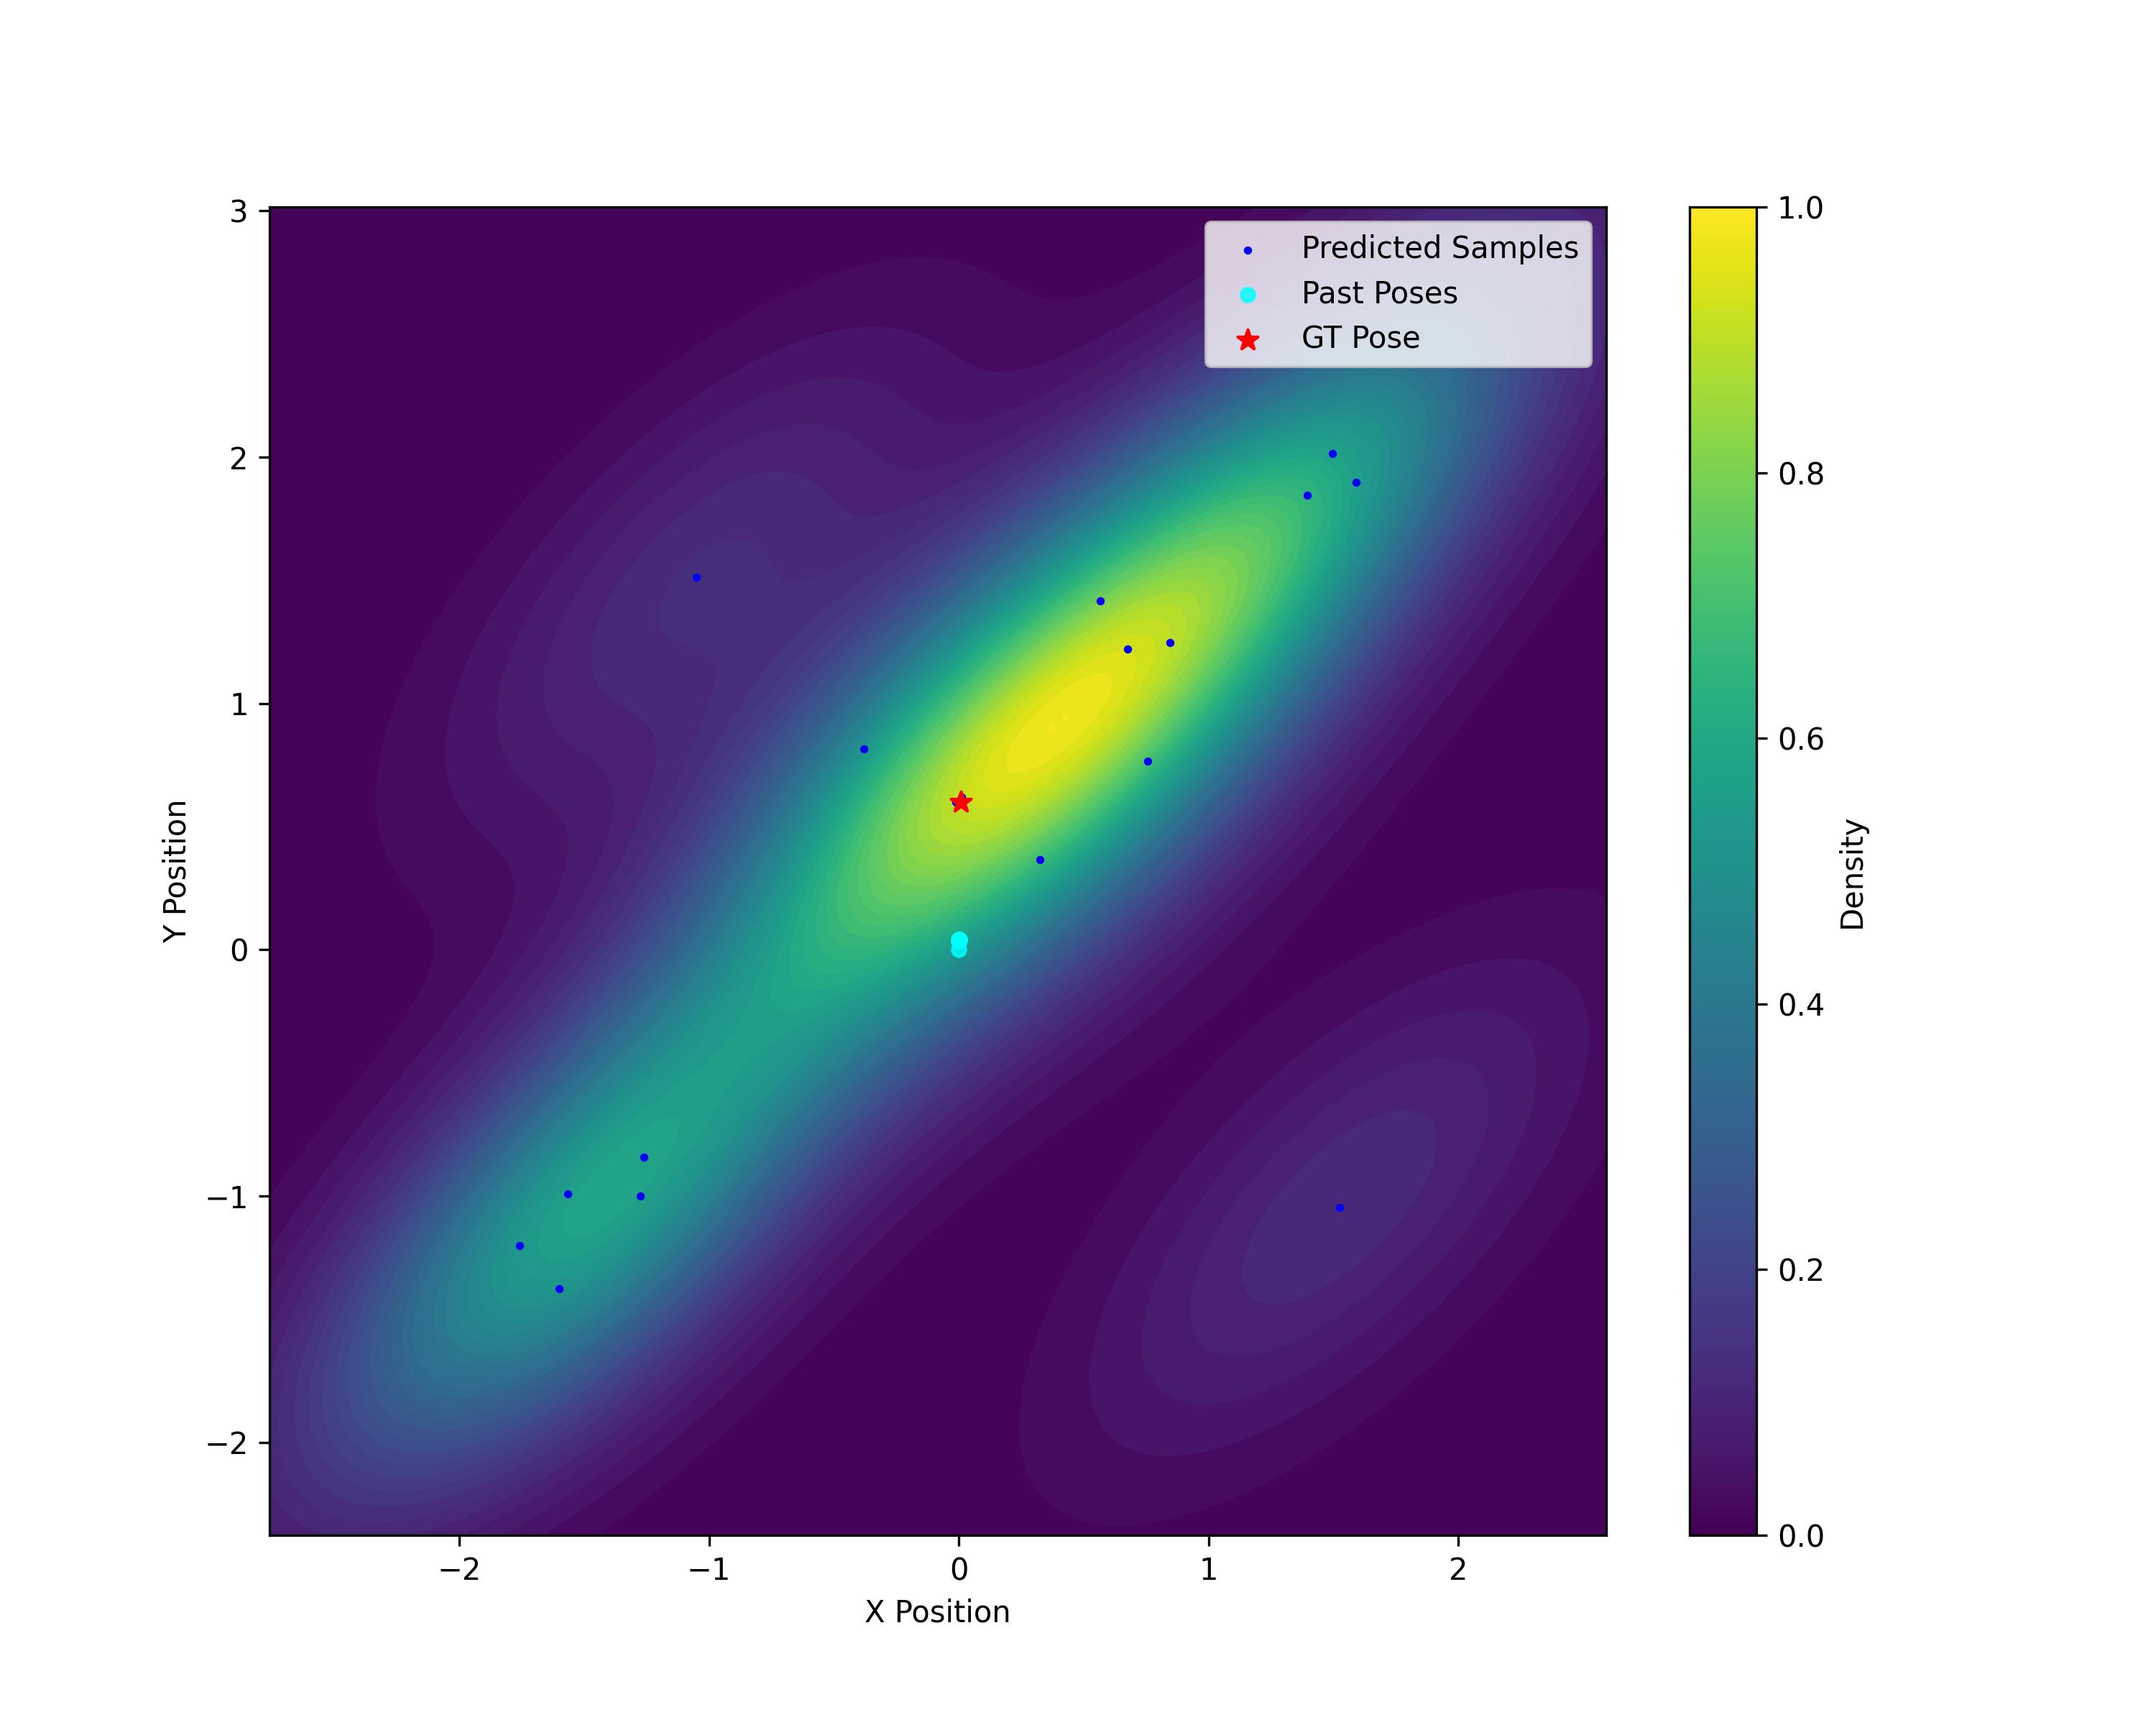 Predicted Samples
Past Poses
GT Pose
3
2
1
0
−1
−2
Y Position
−2
−1
0
1
2
X Position
1.0
0.8
0.6
0.4
0.2
0.0
Density